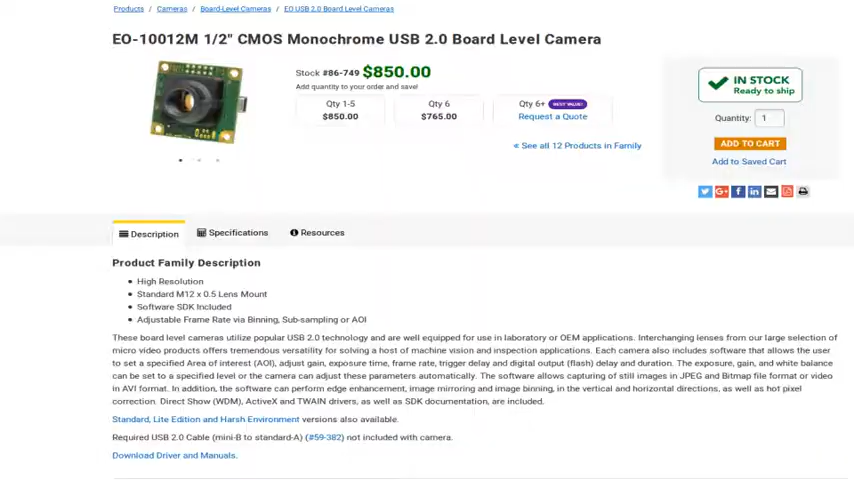 Products / Cameras / Board-Level Cameras / EO USB 2.0 Board Level Cameras
EO-10012M 1/2" CMOS Monochrome USB 2.0 Board Level Camera
Stock #86-749 $850.00
Add quantity to your order and save!
Qty 1-5
$850.00
Qty 6
$765.00
Qty 6+ BEST VALUE!
Request a Quote
« See all 12 Products in Family
IN STOCK
Ready to ship
Quantity: 1
ADD TO CART
Add to Saved Cart
Description
Specifications
Resources
Product Family Description
High Resolution
Standard M12 x 0.5 Lens Mount
Software SDK Included
Adjustable Frame Rate via Binning, Sub-sampling or AOI
These board level cameras utilize popular USB 2.0 technology and are well equipped for use in laboratory or OEM applications. Interchanging lenses from our large selection of
micro video products offers tremendous versatility for solving a host of machine vision and inspection applications. Each camera also includes software that allows the user
to set a specified Area of interest (AOI), adjust gain, exposure time, frame rate, trigger delay and digital output (flash) delay and duration. The exposure, gain, and white balance
can be set to a specified level or the camera can adjust these parameters automatically. The software allows capturing of still images in JPEG and Bitmap file format or video
in AVI format. In addition, the software can perform edge enhancement, image mirroring and image binning, in the vertical and horizontal directions, as well as hot pixel
correction. Direct Show (WDM), ActiveX and TWAIN drivers, as well as SDK documentation, are included.
Standard, Lite Edition and Harsh Environment versions also available.
Required USB 2.0 Cable (mini-B to standard-A) (#59-382) not included with camera.
Download Driver and Manuals.